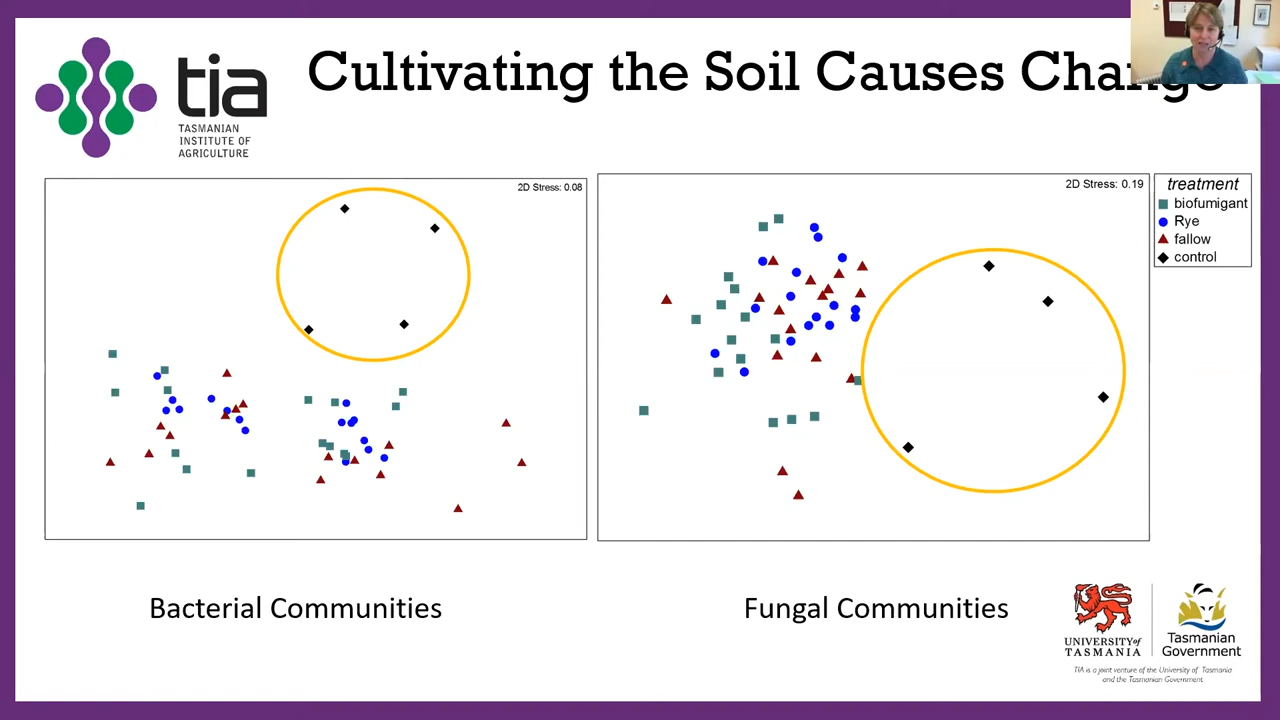 Cultivating the Soil Causes Change
tia
TASMANIAN
INSTITUTE OF
AGRICULTURE
2D Stress: 0.08
2D Stress: 0.19
treatment
biofumigant
Rye
fallow
control
Bacterial Communities
Fungal Communities
UNIVERSITY of
TASMANIA
Tasmanian
Government
TIA is a joint venture of the University of Tasmania
and the Tasmanian Government